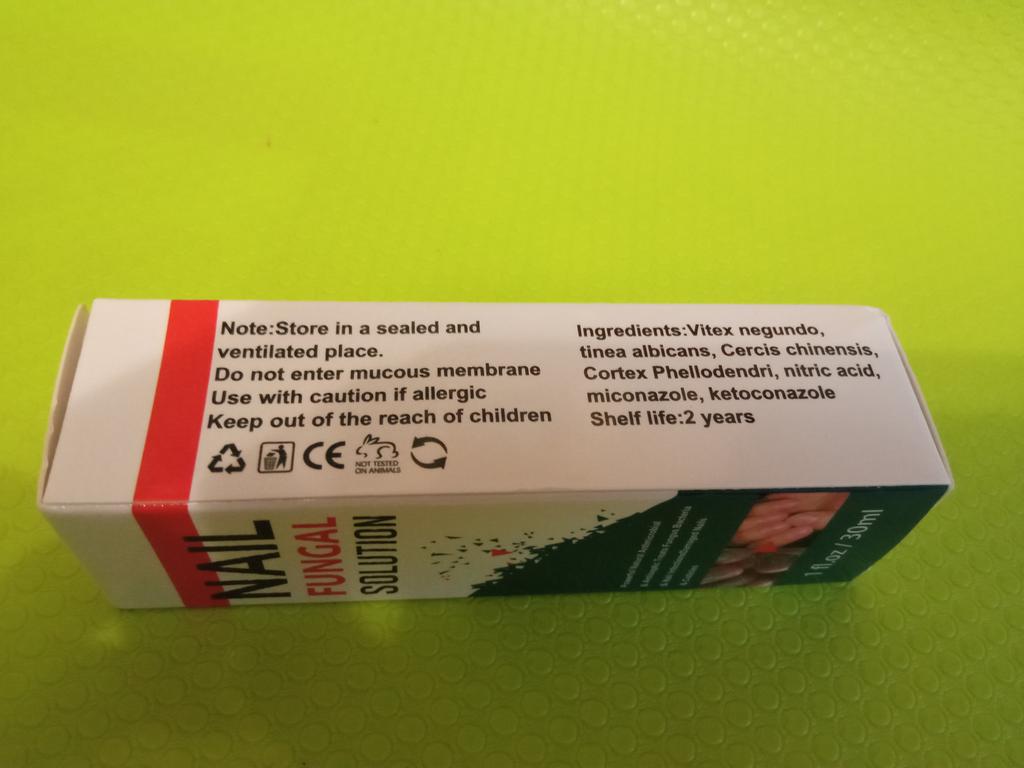 Note:Store in a sealed and
ventilated place.
Do not enter mucous membrane
Use with caution if allergic
Keep out of the reach of children
CE
NOT TESTED
ON ANIMALS
Ingredients:Vitex negundo,
tinea albicans, Cercis chinensis,
Cortex Phellodendri, nitric acid,
miconazole, ketoconazole
Shelf life:2 years
NAIL
FUNGAL
SOLUTION
1 fl.oz / 30ml